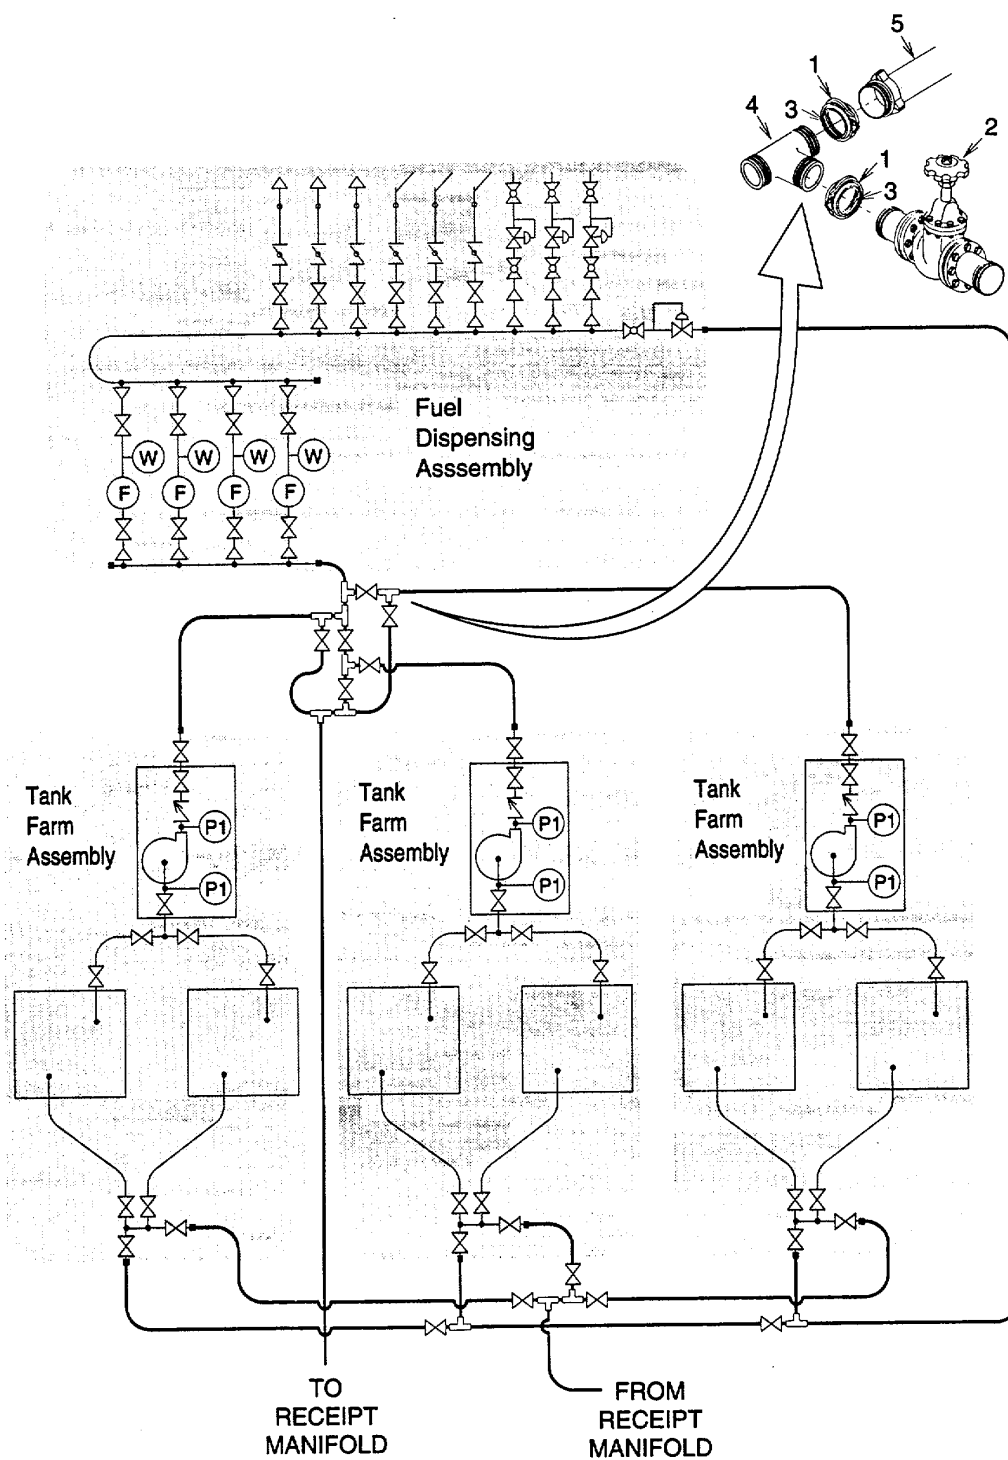 5
1
4
3
2
1
3
Fuel
Dispensing
Asssembly
W W W W
F F F F
Tank
Farm
Assembly
P1
P1
Tank
Farm
Assembly
P1
P1
Tank
Farm
Assembly
P1
P1
TO
RECEIPT
MANIFOLD
FROM
RECEIPT
MANIFOLD